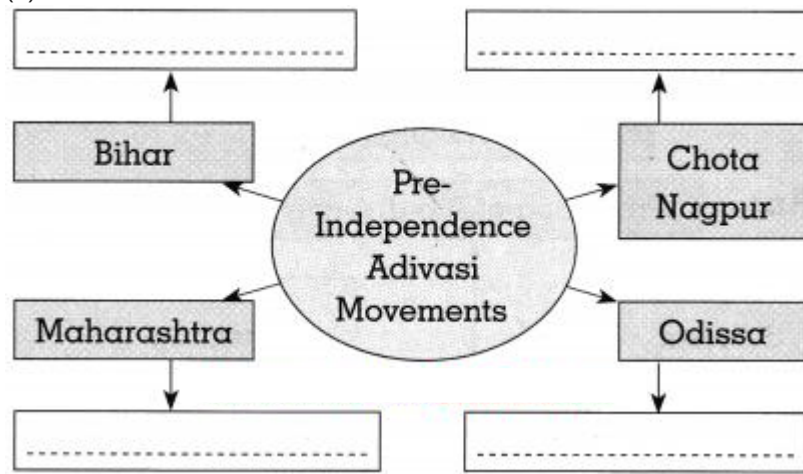 Bihar
Chota
Nagpur
Pre-
Independence
Adivasi
Movements
Maharashtra
Odissa